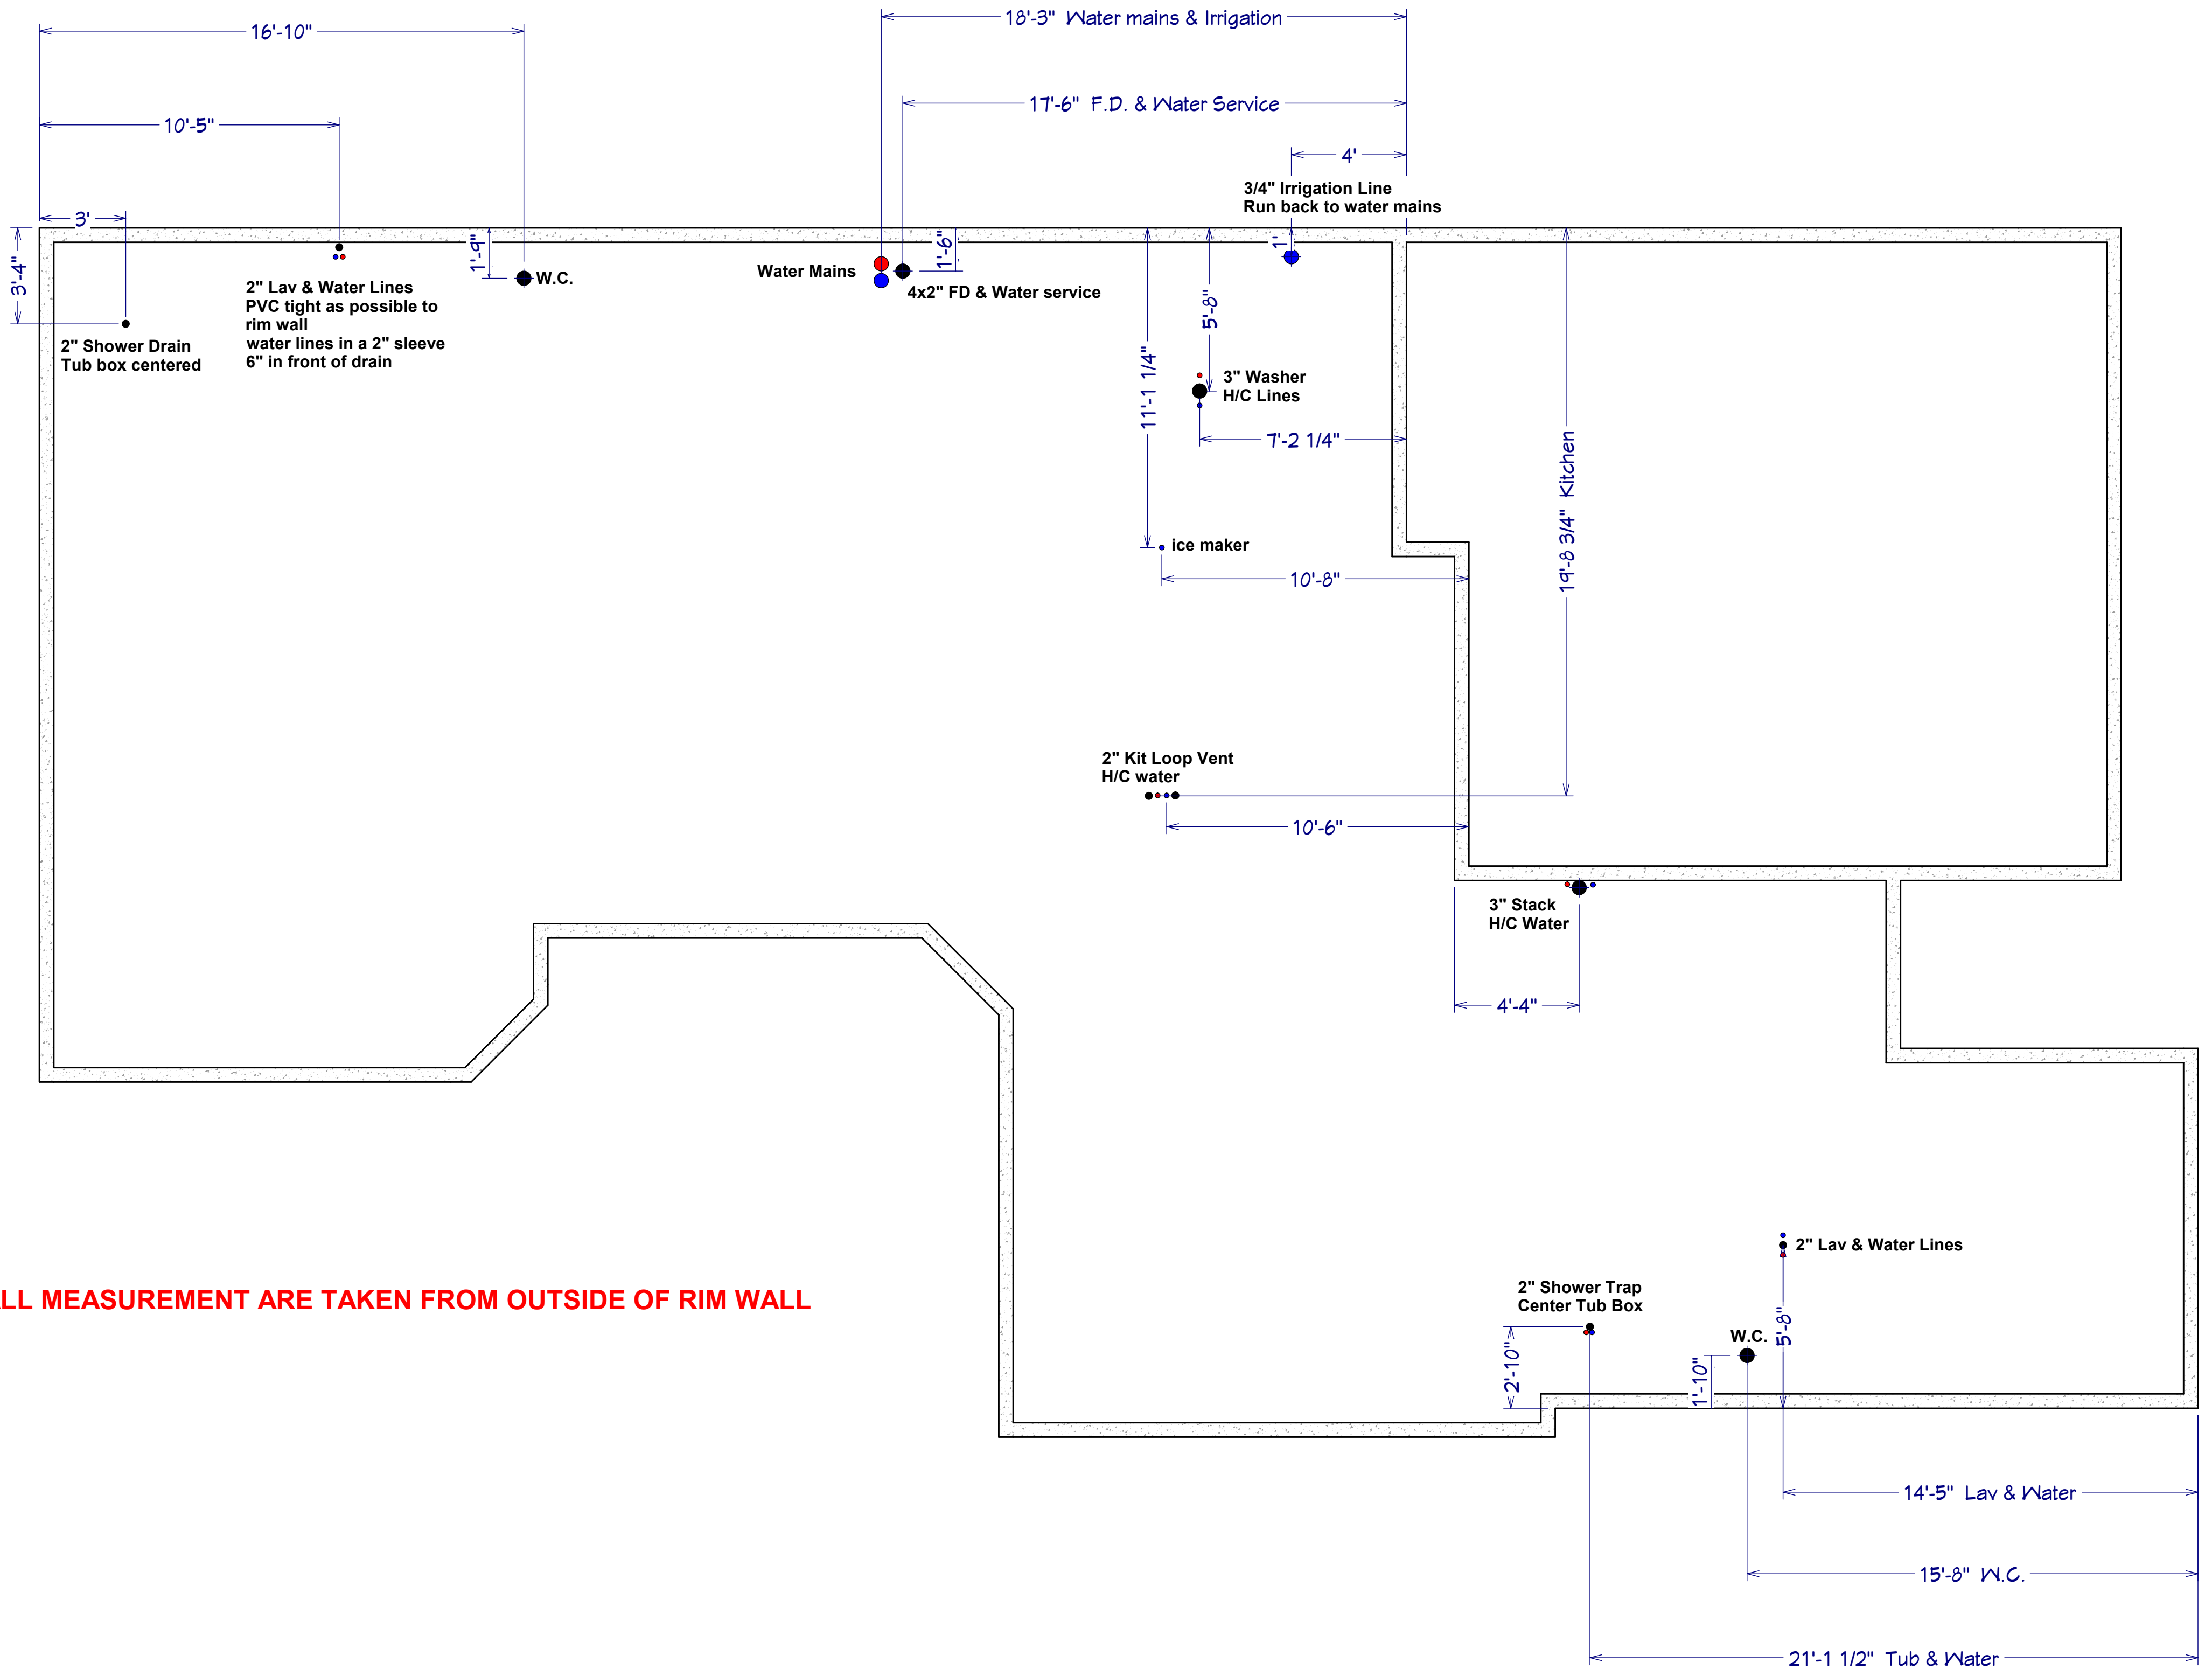 18'-3" Water mains & Irrigation
16'-10"
17'-6" F.D. & Water Service
10'-5"
4'
3/4" Irrigation Line
Run back to water mains
3'
3'-4"
1'-9"
1'-6"
1'
W.C.
Water Mains
4x2" FD & Water service
2" Lav & Water Lines
PVC tight as possible to
rim wall
water lines in a 2" sleeve
6" in front of drain
2" Shower Drain
Tub box centered
5'-8"
11'-1 1/4"
3" Washer
H/C Lines
7'-2 1/4"
19'-8 3/4" Kitchen
ice maker
10'-8"
2" Kit Loop Vent
H/C water
10'-6"
3" Stack
H/C Water
4'-4"
2" Lav & Water Lines
2" Shower Trap
Center Tub Box
LL MEASUREMENT ARE TAKEN FROM OUTSIDE OF RIM WALL
W.C.
5'-8"
2'-10"
1'-10"
14'-5" Lav & Water
15'-8" W.C.
21'-1 1/2" Tub & Water